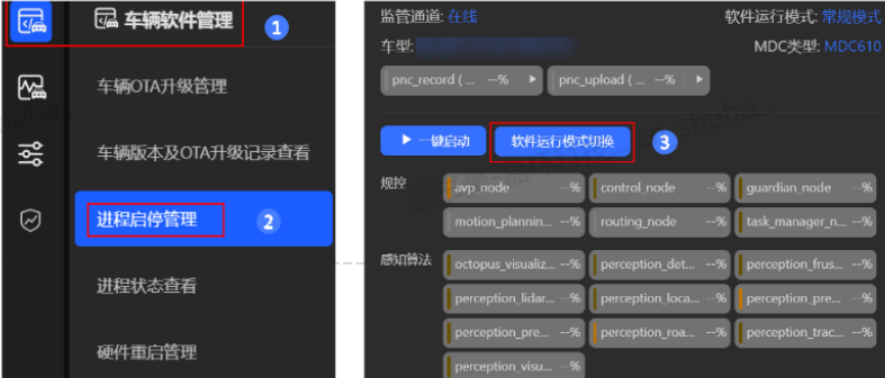 车辆软件管理
1
车辆OTA升级管理
车辆版本及OTA升级记录查看
进程启停管理
2
进程状态查看
硬件重启管理
监管通道: 在线
软件运行模式: 常规模式
车型:
MDC类型: MDC610
pnc_record ( ... --%
pnc_upload ( ... --%
一键启动
软件运行模式切换
3
规控
avp_node --%
control_node --%
guardian_node --%
motion_plannin... --%
routing_node --%
task_manager_n... --%
感知算法
octopus_visualiz... --%
perception_det... --%
perception_frus... --%
perception_lidar... --%
perception_loca... --%
perception_pre... --%
perception_pre... --%
perception_roa... --%
perception_trac... --%
perception_visu... --%